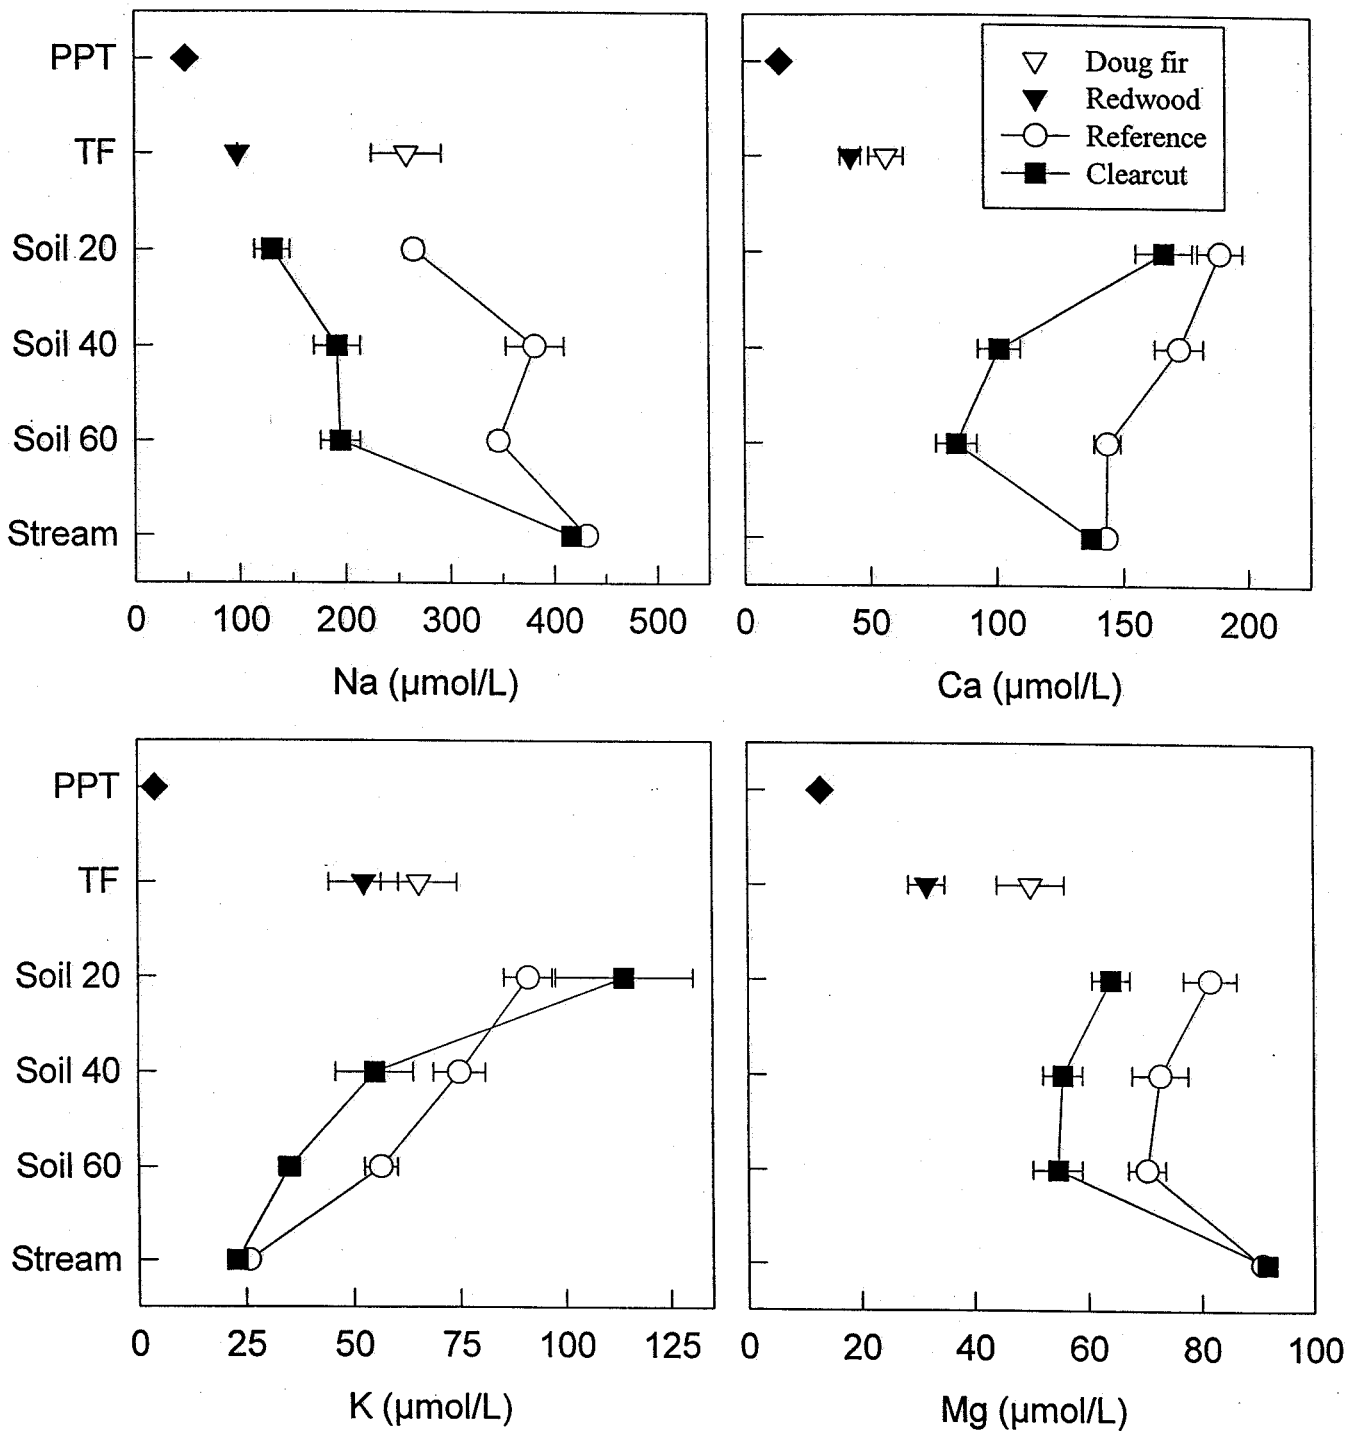 PPT
TF
Soil 20
Soil 40
Soil 60
Stream
0 100 200 300 400 500
Na (µmol/L)
Doug fir
Redwood
Reference
Clearcut
0 50 100 150 200
Ca (µmol/L)
PPT
TF
Soil 20
Soil 40
Soil 60
Stream
0 25 50 75 100 125
K (µmol/L)
0 20 40 60 80 100
Mg (µmol/L)